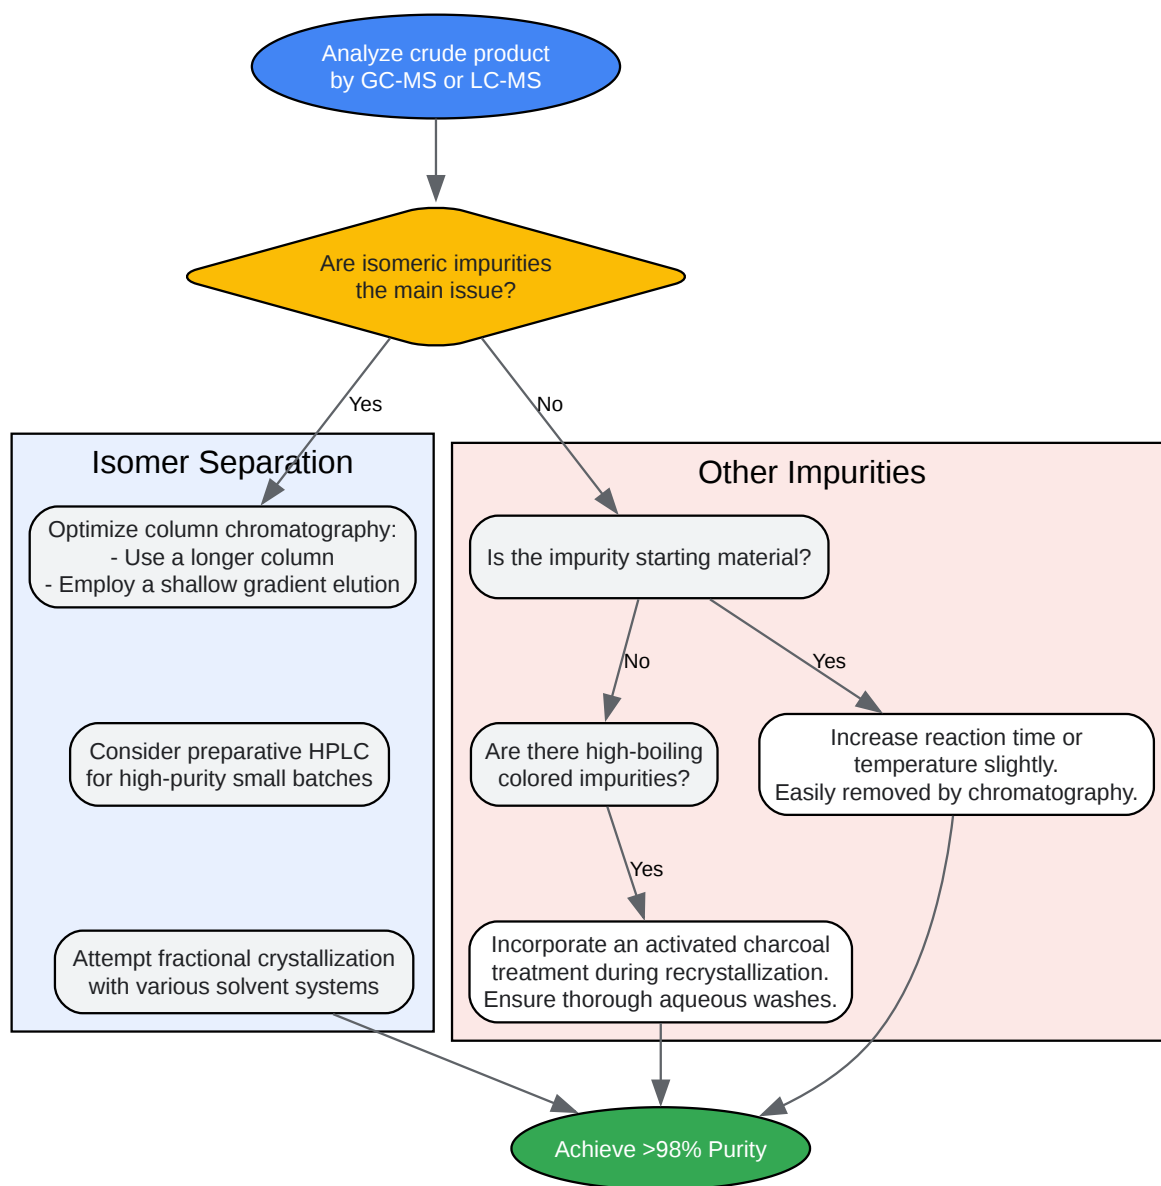 Analyze crude product
by GC-MS or LC-MS
Are isomeric impurities
the main issue?
Yes
No
Isomer Separation
Optimize column chromatography:
- Use a longer column
- Employ a shallow gradient elution
Consider preparative HPLC
for high-purity small batches
Attempt fractional crystallization
with various solvent systems
Other Impurities
Is the impurity starting material?
No
Yes
Are there high-boiling
colored impurities?
Increase reaction time or
temperature slightly.
Easily removed by chromatography.
Yes
Incorporate an activated charcoal
treatment during recrystallization.
Ensure thorough aqueous washes.
Achieve >98% Purity